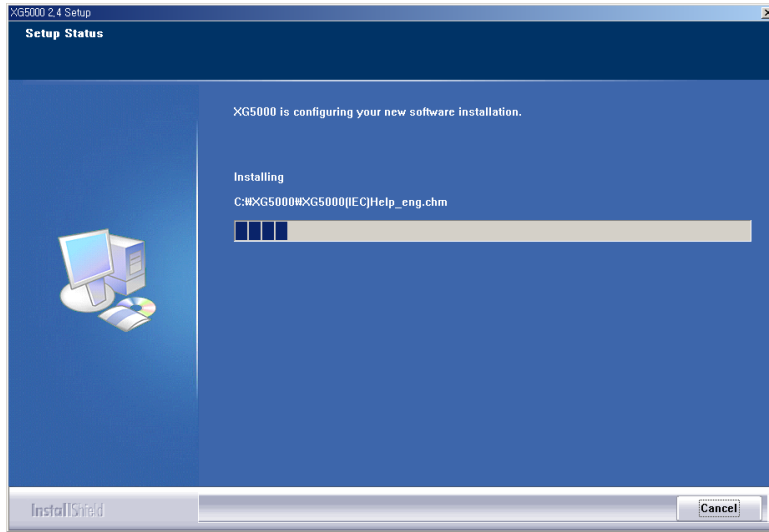 XG5000 2,4 Setup
Setup Status
XG5000 is configuring your new software installation.
Installing
C:₩XG5000₩XG5000(IEC)Help_eng.chm
InstallShield
Cancel